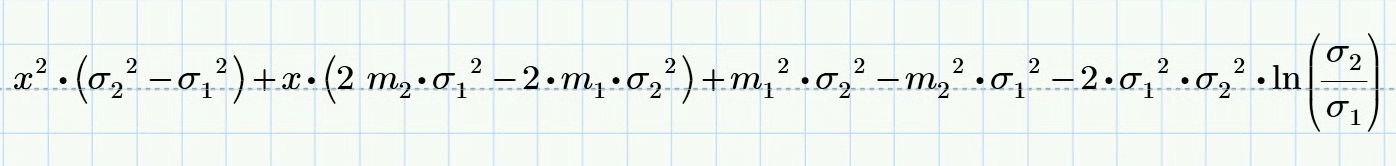 x² · (σ₂² − σ₁²) + x · (2 m₂ · σ₁² − 2 · m₁ · σ₂²) + m₁² · σ₂² − m₂² · σ₁² − 2 · σ₁² · σ₂² · ln(σ₂/σ₁)